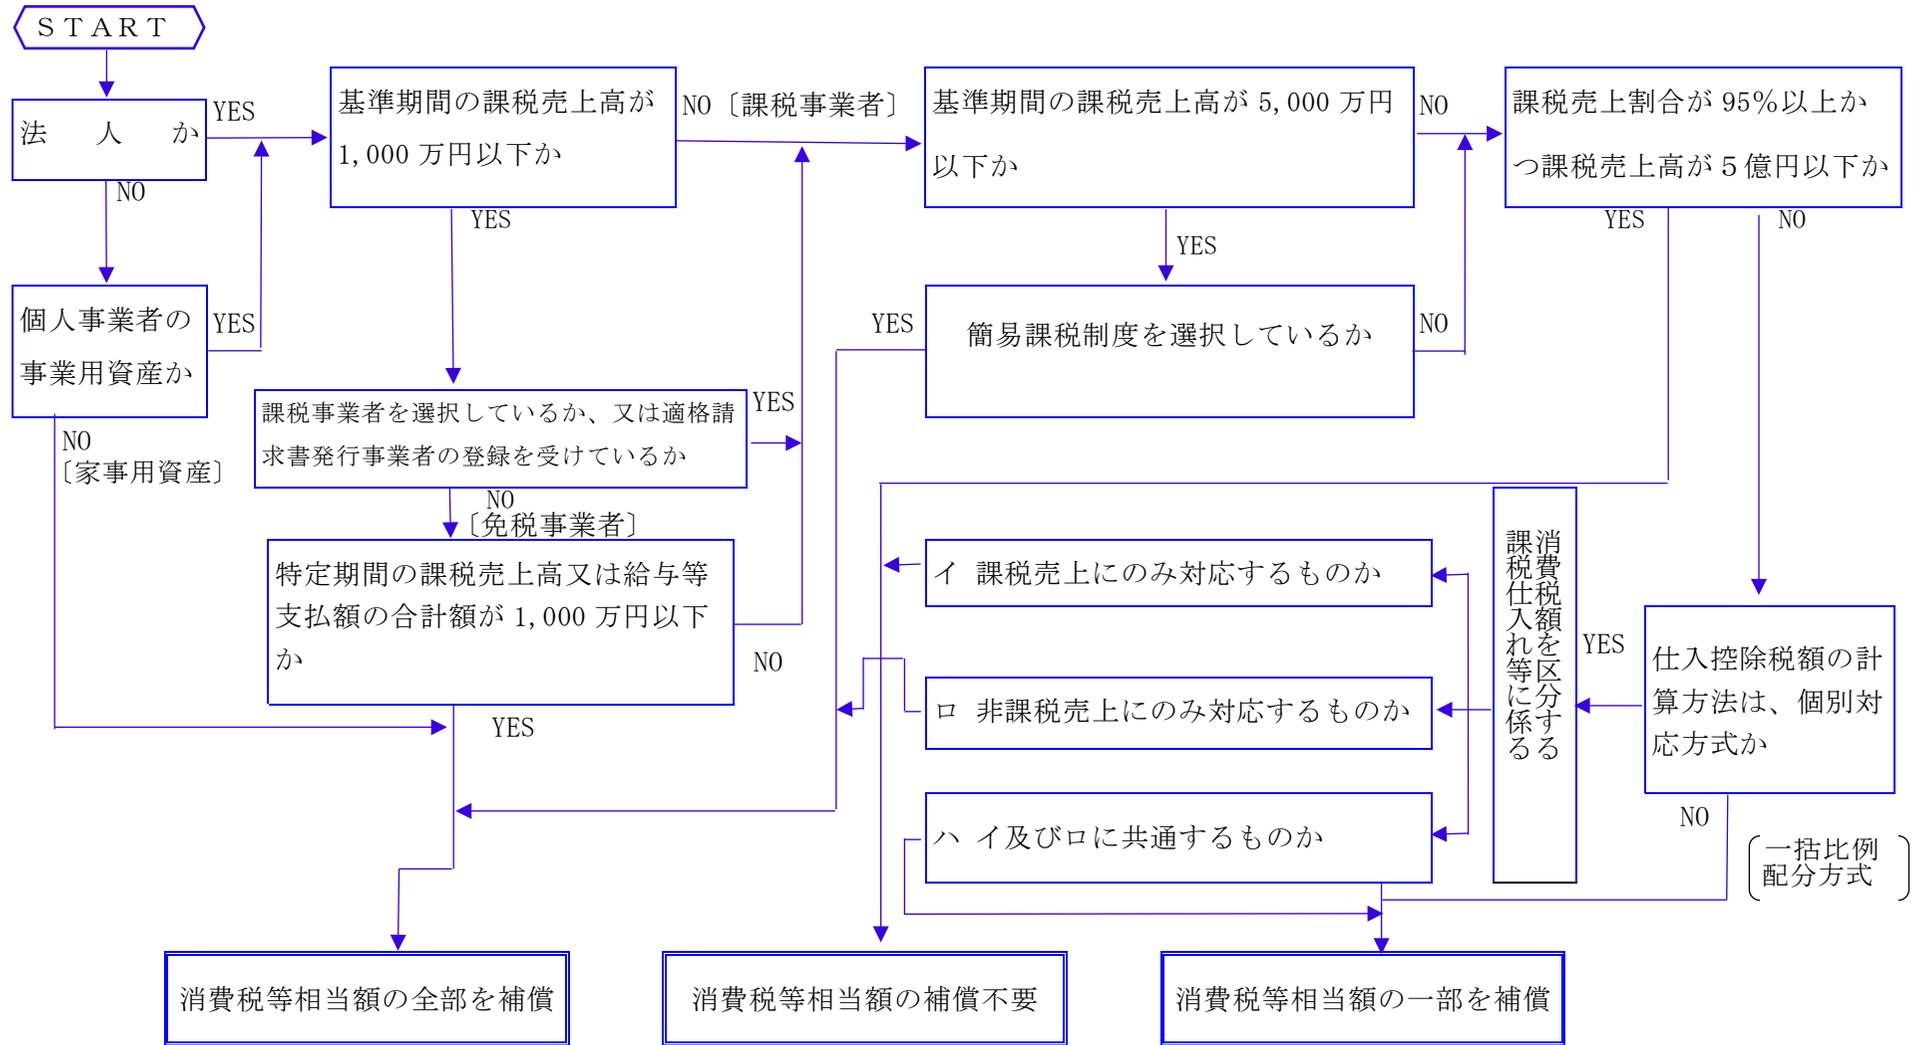 ＳＴＡＲＴ
法　人　か
YES
NO
個人事業者の
事業用資産か
YES
NO
〔家事用資産〕
基準期間の課税売上高が
1,000 万円以下か
NO〔課税事業者〕
YES
課税事業者を選択しているか、又は適格請
求書発行事業者の登録を受けているか
YES
NO
〔免税事業者〕
特定期間の課税売上高又は給与等
支払額の合計額が 1,000 万円以下
か
NO
YES
基準期間の課税売上高が 5,000 万円
以下か
NO
YES
簡易課税制度を選択しているか
YES
NO
課税売上割合が 95％以上か
つ課税売上高が５億円以下か
YES
NO
仕入控除税額の計
算方法は、個別対
応方式か
YES
NO
一括比例
配分方式
消費税額を区分する
課税仕入れ等に係る
イ 課税売上にのみ対応するものか
ロ 非課税売上にのみ対応するものか
ハ イ及びロに共通するものか
消費税等相当額の全部を補償
消費税等相当額の補償不要
消費税等相当額の一部を補償